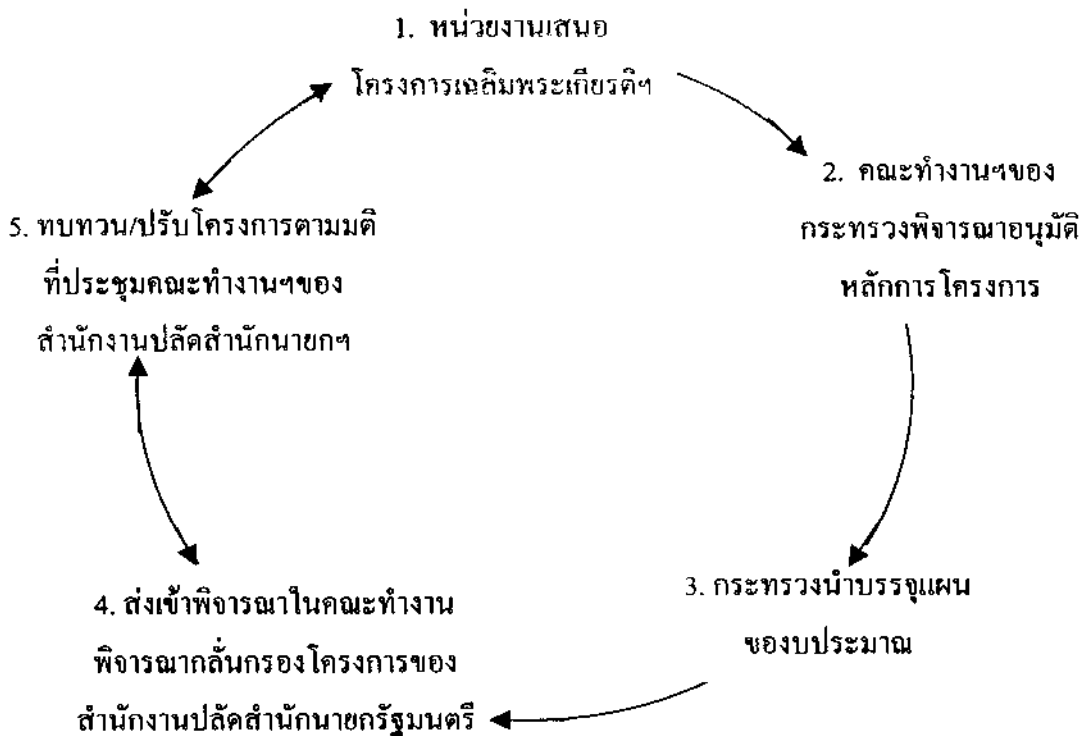 1. หน่วยงานเสนอ
โครงการเฉลิมพระเกียรติฯ
2. คณะทำงานฯของ
กระทรวงพิจารณาอนุมัติ
หลักการโครงการ
3. กระทรวงนำบรรจุแผน
ของบประมาณ
4. ส่งเข้าพิจารณาในคณะทำงาน
พิจารณากลั่นกรองโครงการของ
สำนักงานปลัดสำนักนายกรัฐมนตรี
5. ทบทวน/ปรับโครงการตามมติ
ที่ประชุมคณะทำงานฯของ
สำนักงานปลัดสำนักนายกฯ